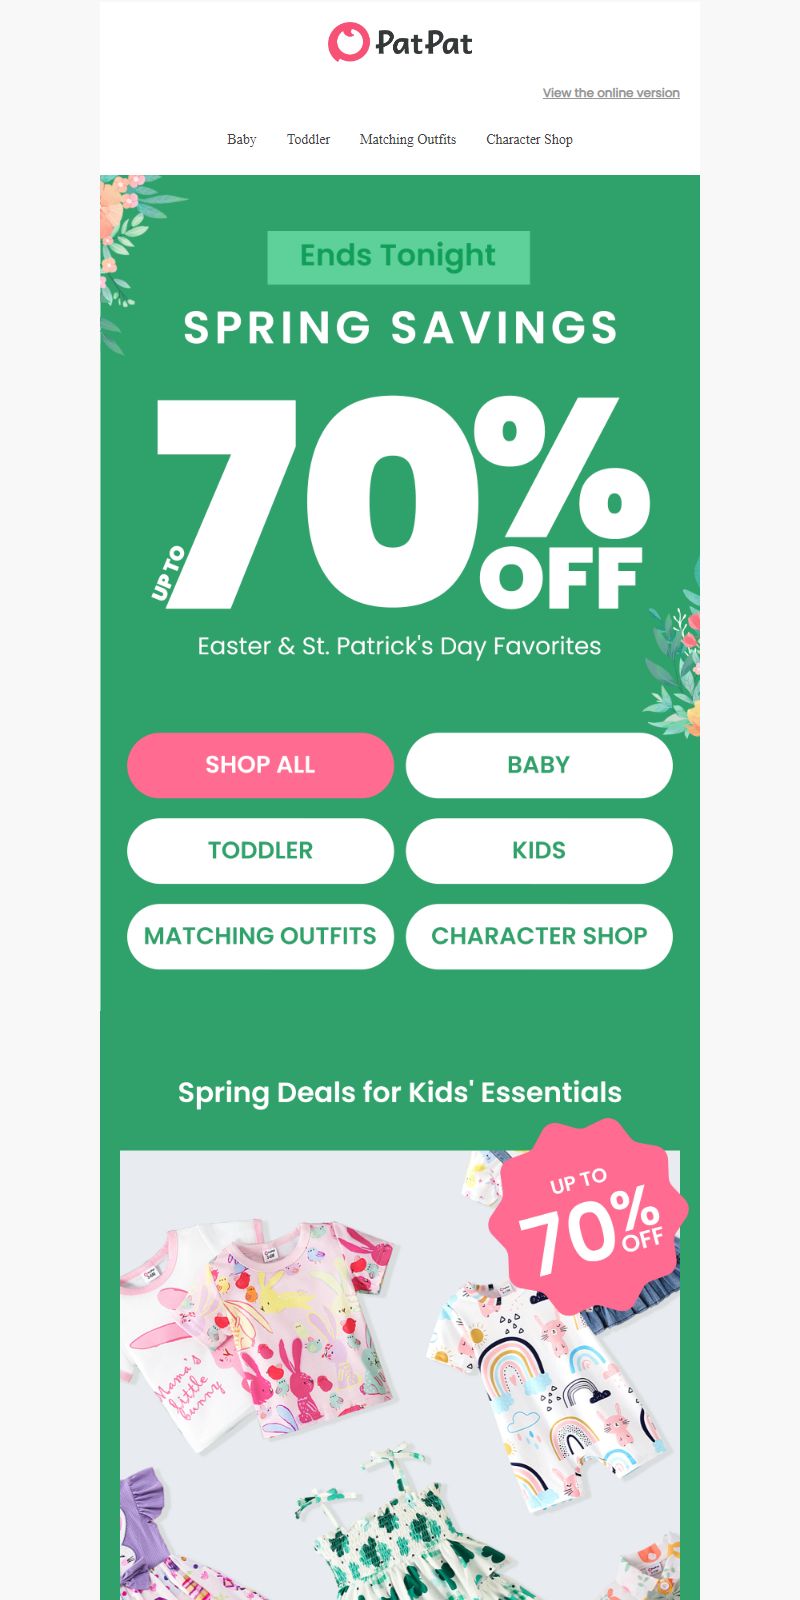 PatPat
View the online version
Baby Toddler Matching Outfits Character Shop
Ends Tonight
SPRING SAVINGS
UP TO
70%
OFF
Easter & St. Patrick's Day Favorites
SHOP ALL BABY
TODDLER KIDS
MATCHING OUTFITS CHARACTER SHOP
Spring Deals for Kids' Essentials
UP TO
70%
OFF
Mama's
little
bunny